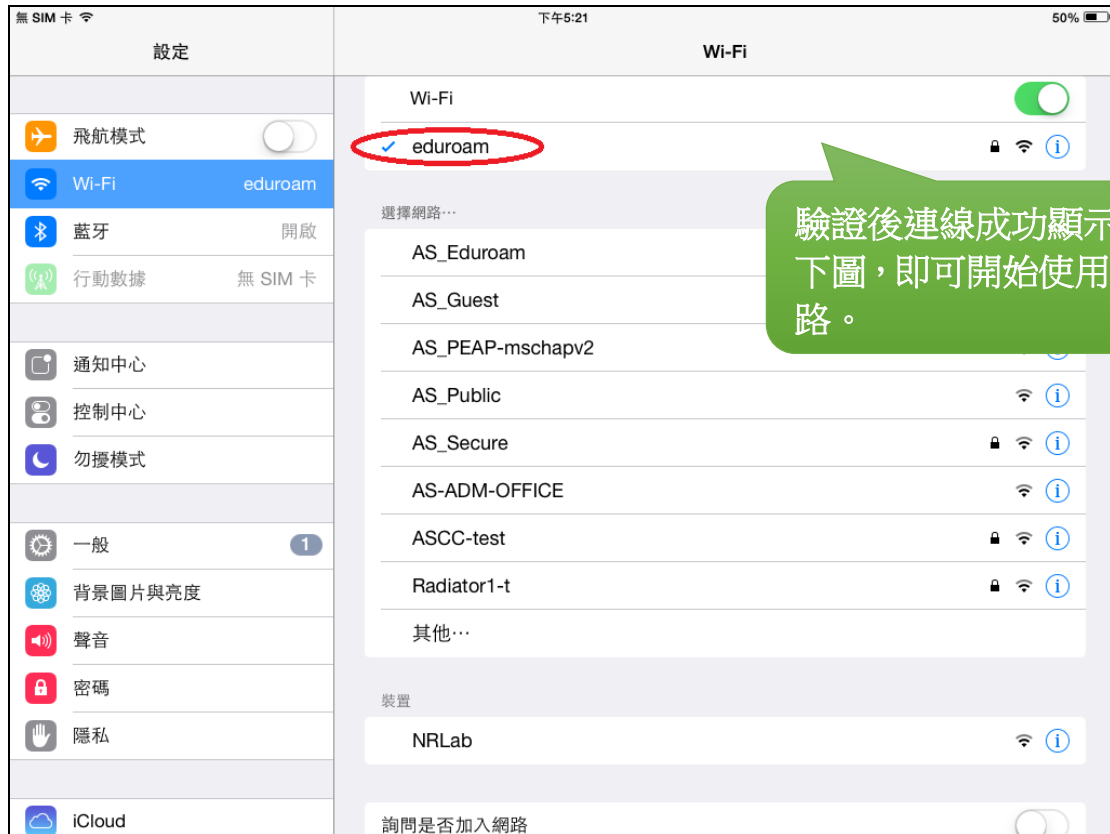 無 SIM 卡
下午5:21
50%
設定
Wi-Fi
飛航模式
Wi-Fi eduroam
藍牙 開啟
行動數據 無 SIM 卡
通知中心
控制中心
勿擾模式
一般 1
背景圖片與亮度
聲音
密碼
隱私
iCloud
Wi-Fi
eduroam
選擇網路…
AS_Eduroam
AS_Guest
AS_PEAP-mschapv2
AS_Public
AS_Secure
AS-ADM-OFFICE
ASCC-test
Radiator1-t
其他…
裝置
NRLab
詢問是否加入網路
驗證後連線成功顯示
下圖，即可開始使用
路。